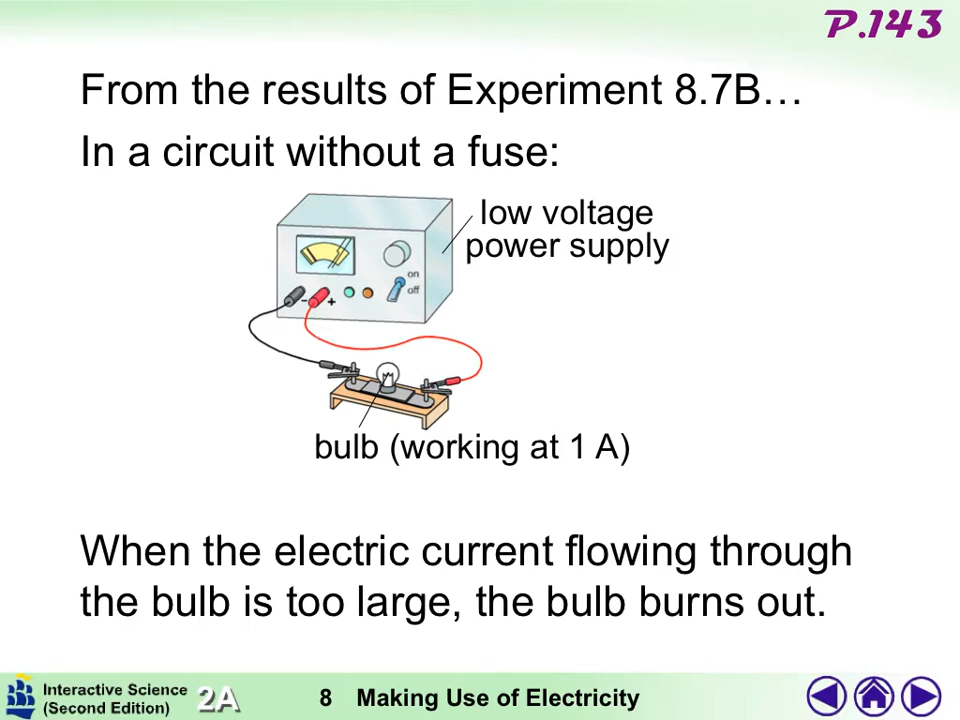 P.143
From the results of Experiment 8.7B…
In a circuit without a fuse:
low voltage
power supply
on
off
– +
bulb (working at 1 A)
When the electric current flowing through
the bulb is too large, the bulb burns out.
Interactive Science
(Second Edition)
2A
8 Making Use of Electricity